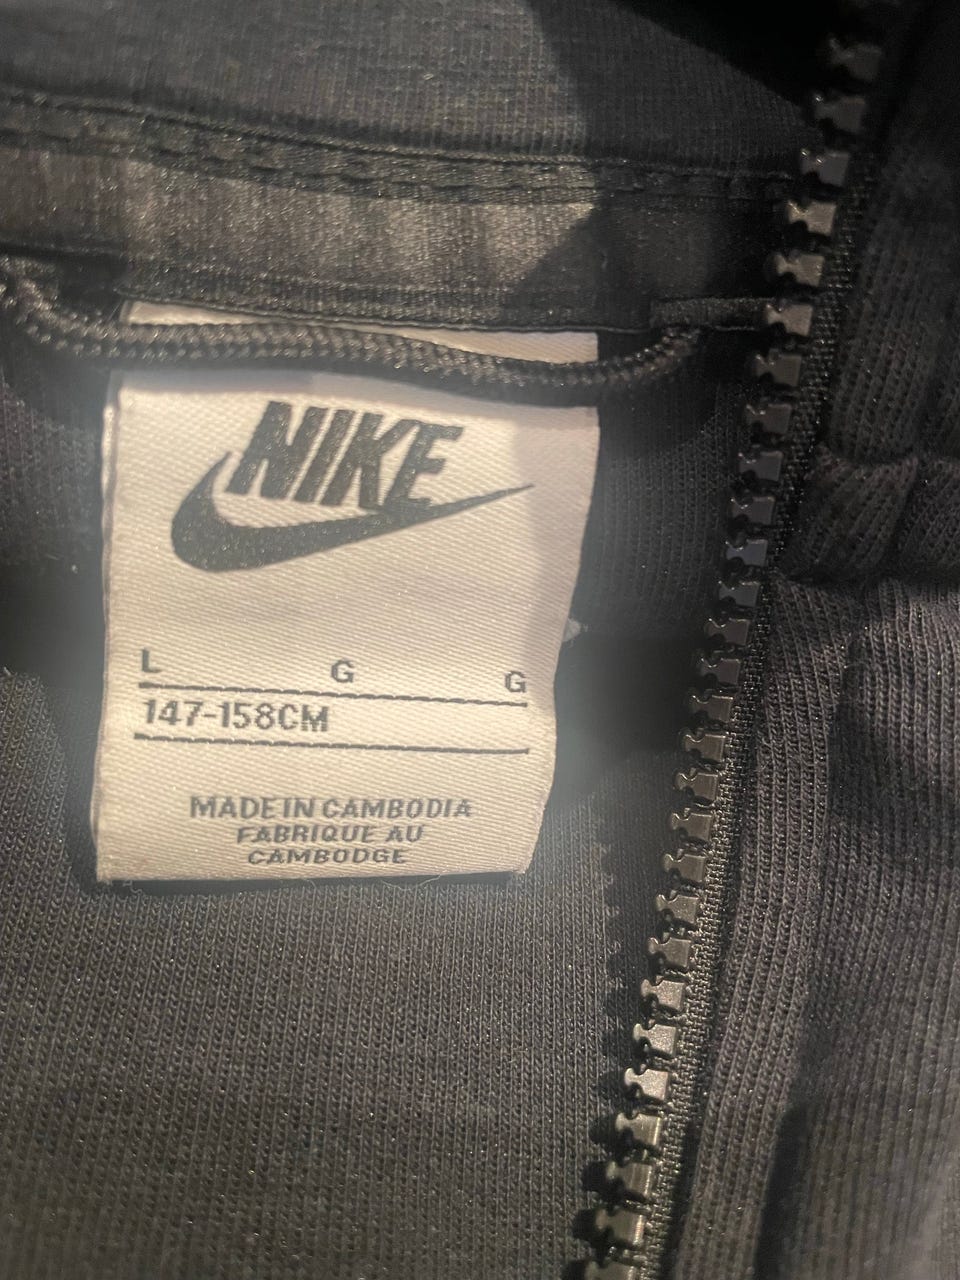 NIKE
L G G
147-158CM
MADE IN CAMBODIA
FABRIQUE AU
CAMBODGE